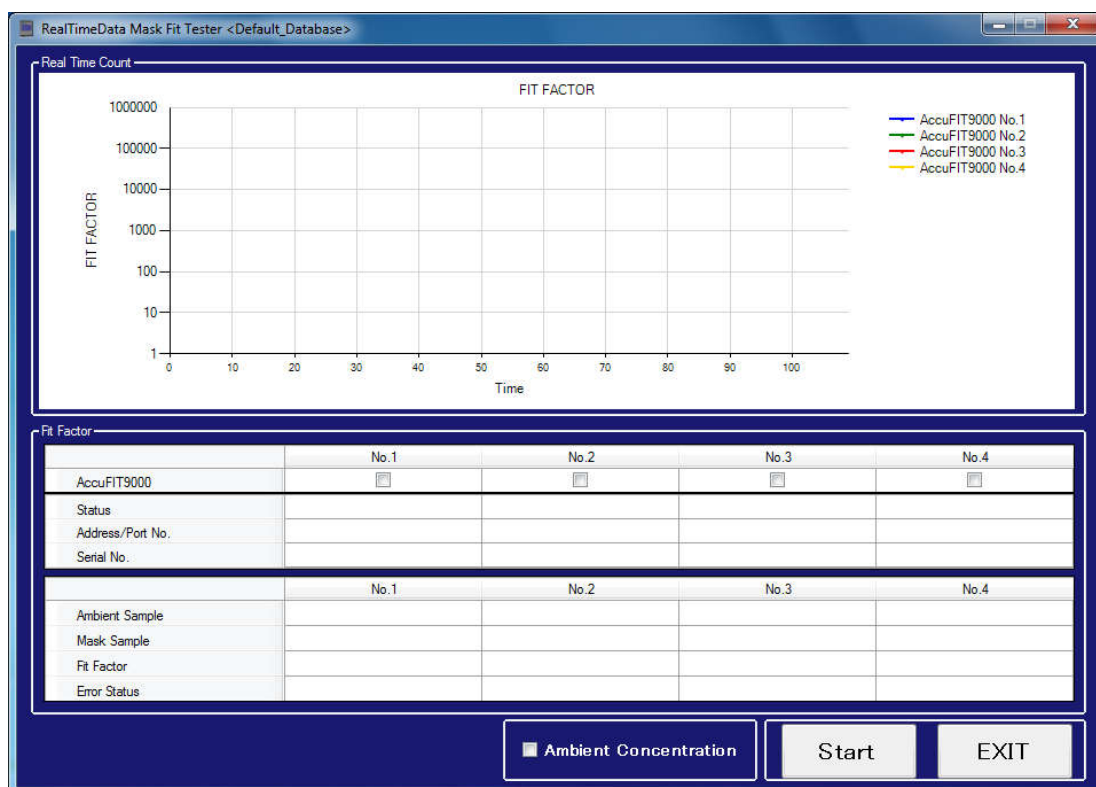 RealTimeData Mask Fit Tester <Default_Database>
Real Time Count
FIT FACTOR
1000000
100000
10000
1000
100
10
1
FIT FACTOR
0 10 20 30 40 50 60 70 80 90 100
Time
AccuFIT9000 No.1
AccuFIT9000 No.2
AccuFIT9000 No.3
AccuFIT9000 No.4
Fit Factor
No.1 No.2 No.3 No.4
AccuFIT9000
Status
Address/Port No.
Serial No.
No.1 No.2 No.3 No.4
Ambient Sample
Mask Sample
Fit Factor
Error Status
Ambient Concentration
Start
EXIT